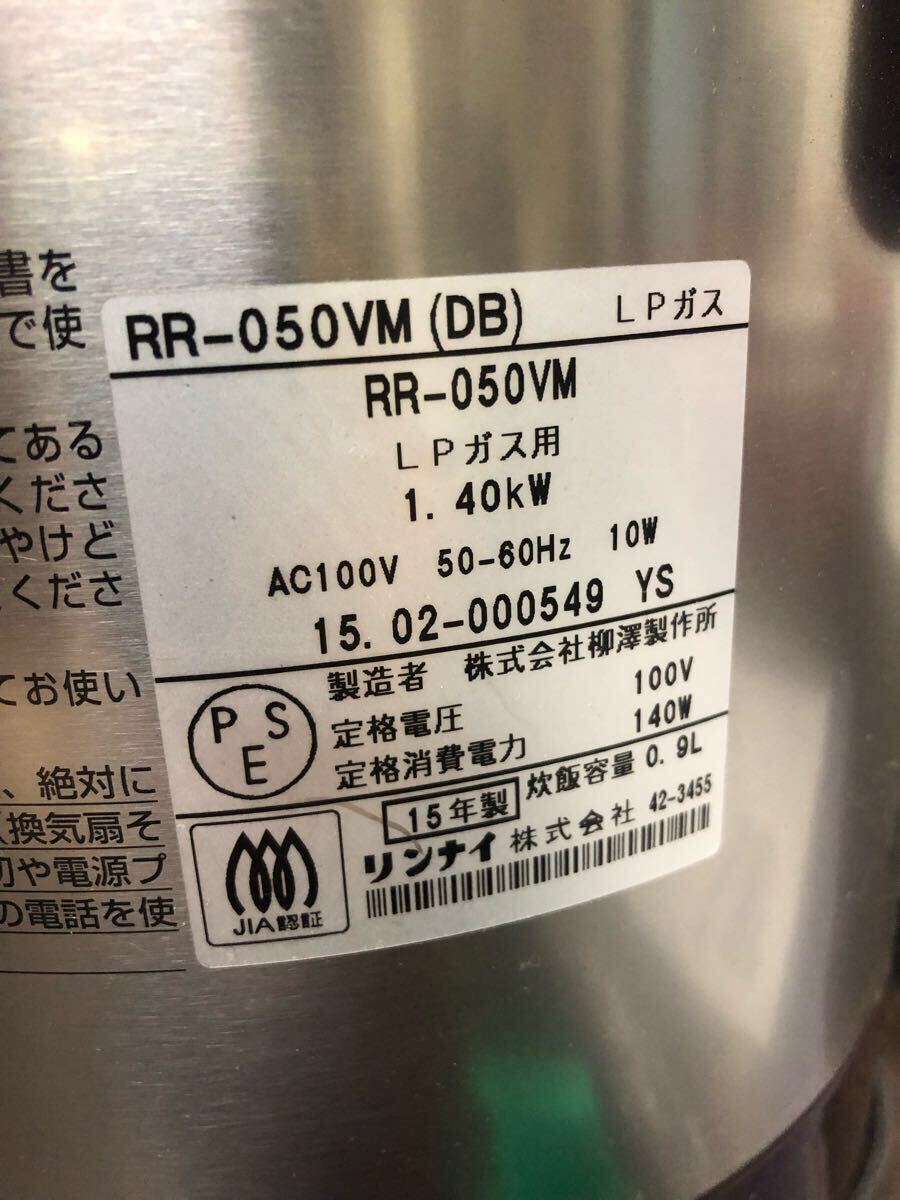 書を
で使
てある
くださ
やけど
くださ
てお使い
、絶対に
換気扇そ
や電源プ
の電話を使
RR-050VM(DB) LPガス
RR-050VM
LPガス用
1.40kW
AC100V 50-60Hz 10W
15.02-000549 YS
PSE
製造者 株式会社柳澤製作所
定格電圧 100V
定格消費電力 140W
15年製 炊飯容量 0.9L
リンナイ株式会社 42-3455
JIA認証